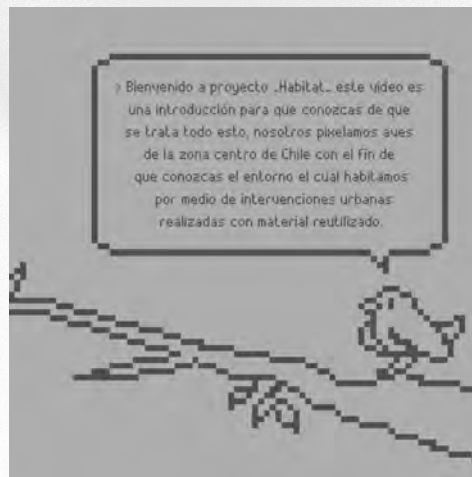 > Bienvenido a proyecto _Habitat_ este video es
una introducción para que conozcas de que
se trata todo esto, nosotros pixelamos aves
de la zona centro de Chile con el fin de
que conozcas el entorno el cual habitamos
por medio de intervenciones urbanas
realizadas con material reutilizado.